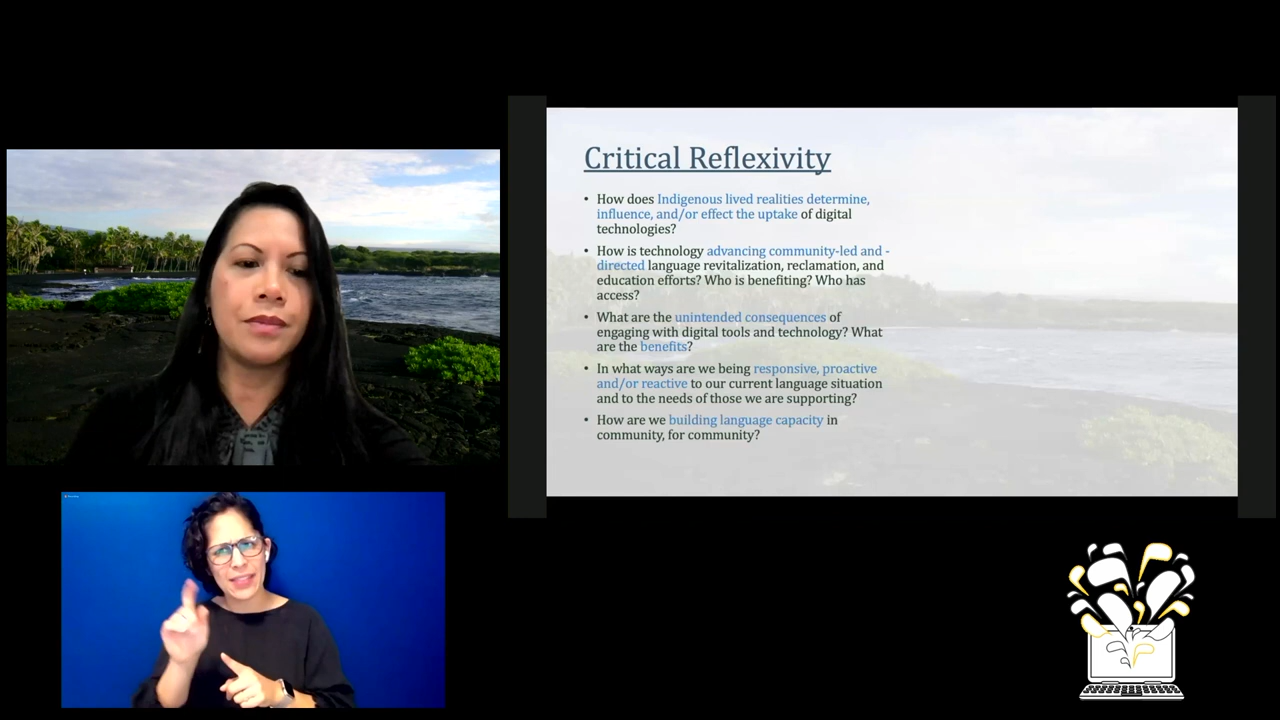 Critical Reflexivity
• How does Indigenous lived realities determine,
influence, and/or effect the uptake of digital
technologies?
• How is technology advancing community-led and -
directed language revitalization, reclamation, and
education efforts? Who is benefiting? Who has
access?
• What are the unintended consequences of
engaging with digital tools and technology? What
are the benefits?
• In what ways are we being responsive, proactive
and/or reactive to our current language situation
and to the needs of those we are supporting?
• How are we building language capacity in
community, for community?